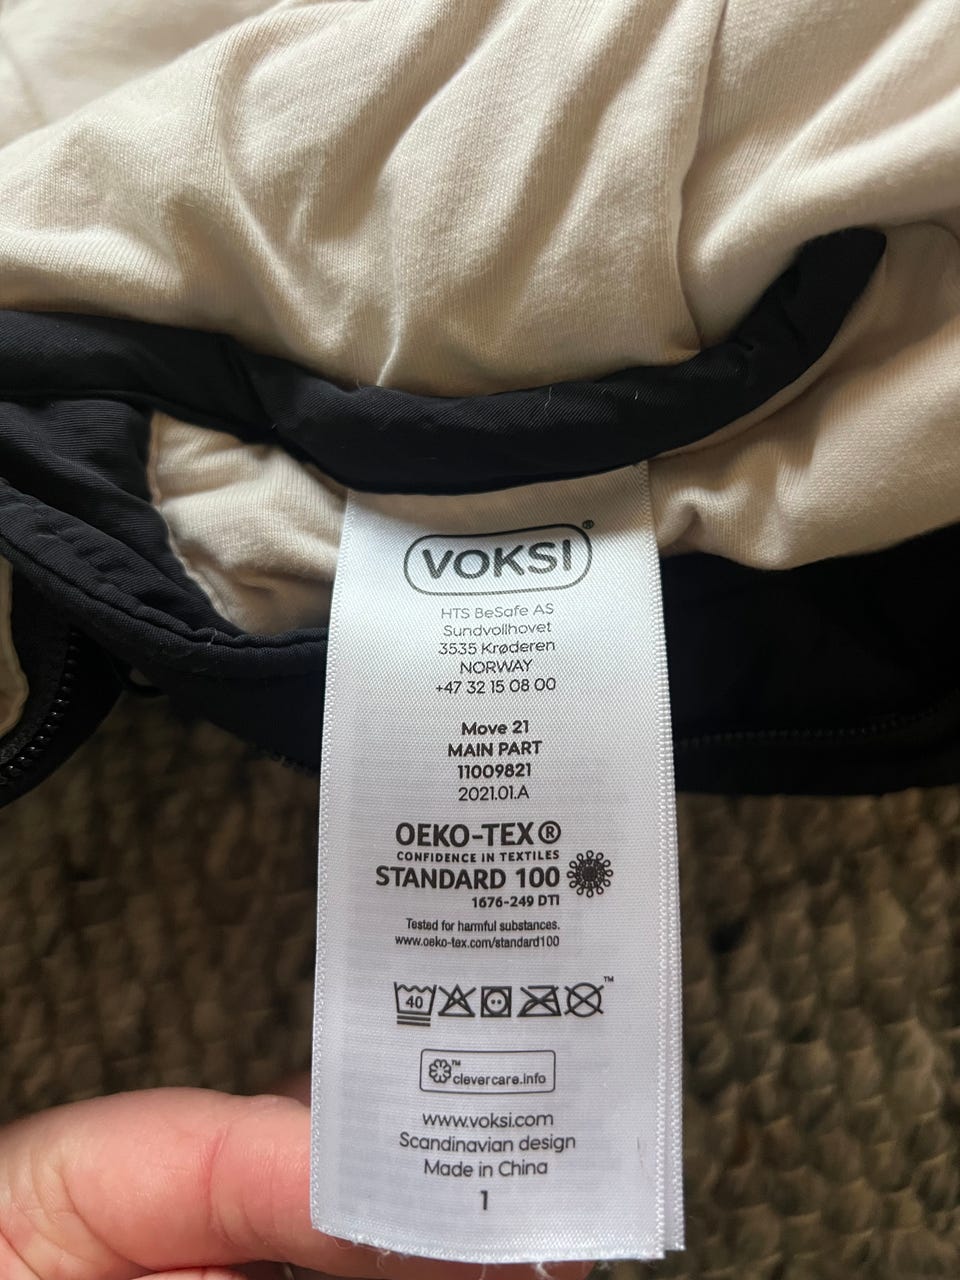 VOKSI®
HTS BeSafe AS
Sundvollhovet
3535 Krøderen
NORWAY
+47 32 15 08 00
Move 21
MAIN PART
11009821
2021.01.A
OEKO-TEX®
CONFIDENCE IN TEXTILES
STANDARD 100
1676-249 DTI
Tested for harmful substances.
www.oeko-tex.com/standard100
40 ™
™ clevercare.info
www.voksi.com
Scandinavian design
Made in China
1